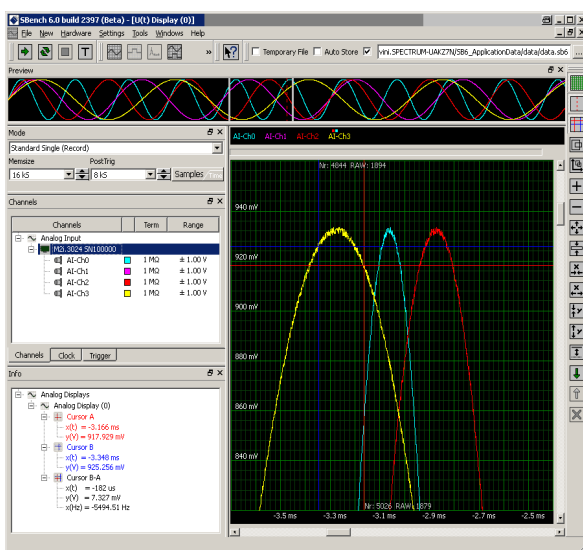 SBench 6.0 build 2397 (Beta) - [U(t) Display (0)]
File New Hardware Settings Tools Windows Help
» Temporary File Auto Store vini.SPECTRUM-UAKZ7N/SB6_ApplicationData/data/data.sb6 ...
Preview
Mode
Standard Single (Record)
Memsize PostTrig
16 kS 8 kS Samples
Channels
Channels Term Range
Analog Input
M2i.3024 SN100000
AI-Ch0 1 MΩ ± 1.00 V
AI-Ch1 1 MΩ ± 1.00 V
AI-Ch2 1 MΩ ± 1.00 V
AI-Ch3 1 MΩ ± 1.00 V
Channels Clock Trigger
Info
Analog Displays
Analog Display (0)
Cursor A
x(t) = -3.166 ms
y(V) = 917.929 mV
Cursor B
x(t) = -3.348 ms
y(V) = 925.256 mV
Cursor B-A
x(t) = -182 us
y(V) = 7.327 mV
x(Hz) = -5494.51 Hz
AI-Ch0 AI-Ch1 AI-Ch2 AI-Ch3
Nr: 4844 RAW: 1894
940 mV
920 mV
900 mV
880 mV
860 mV
840 mV
Nr: 5026 RAW: 1879
-3.5 ms -3.3 ms -3.1 ms -2.9 ms -2.7 ms -2.5 ms